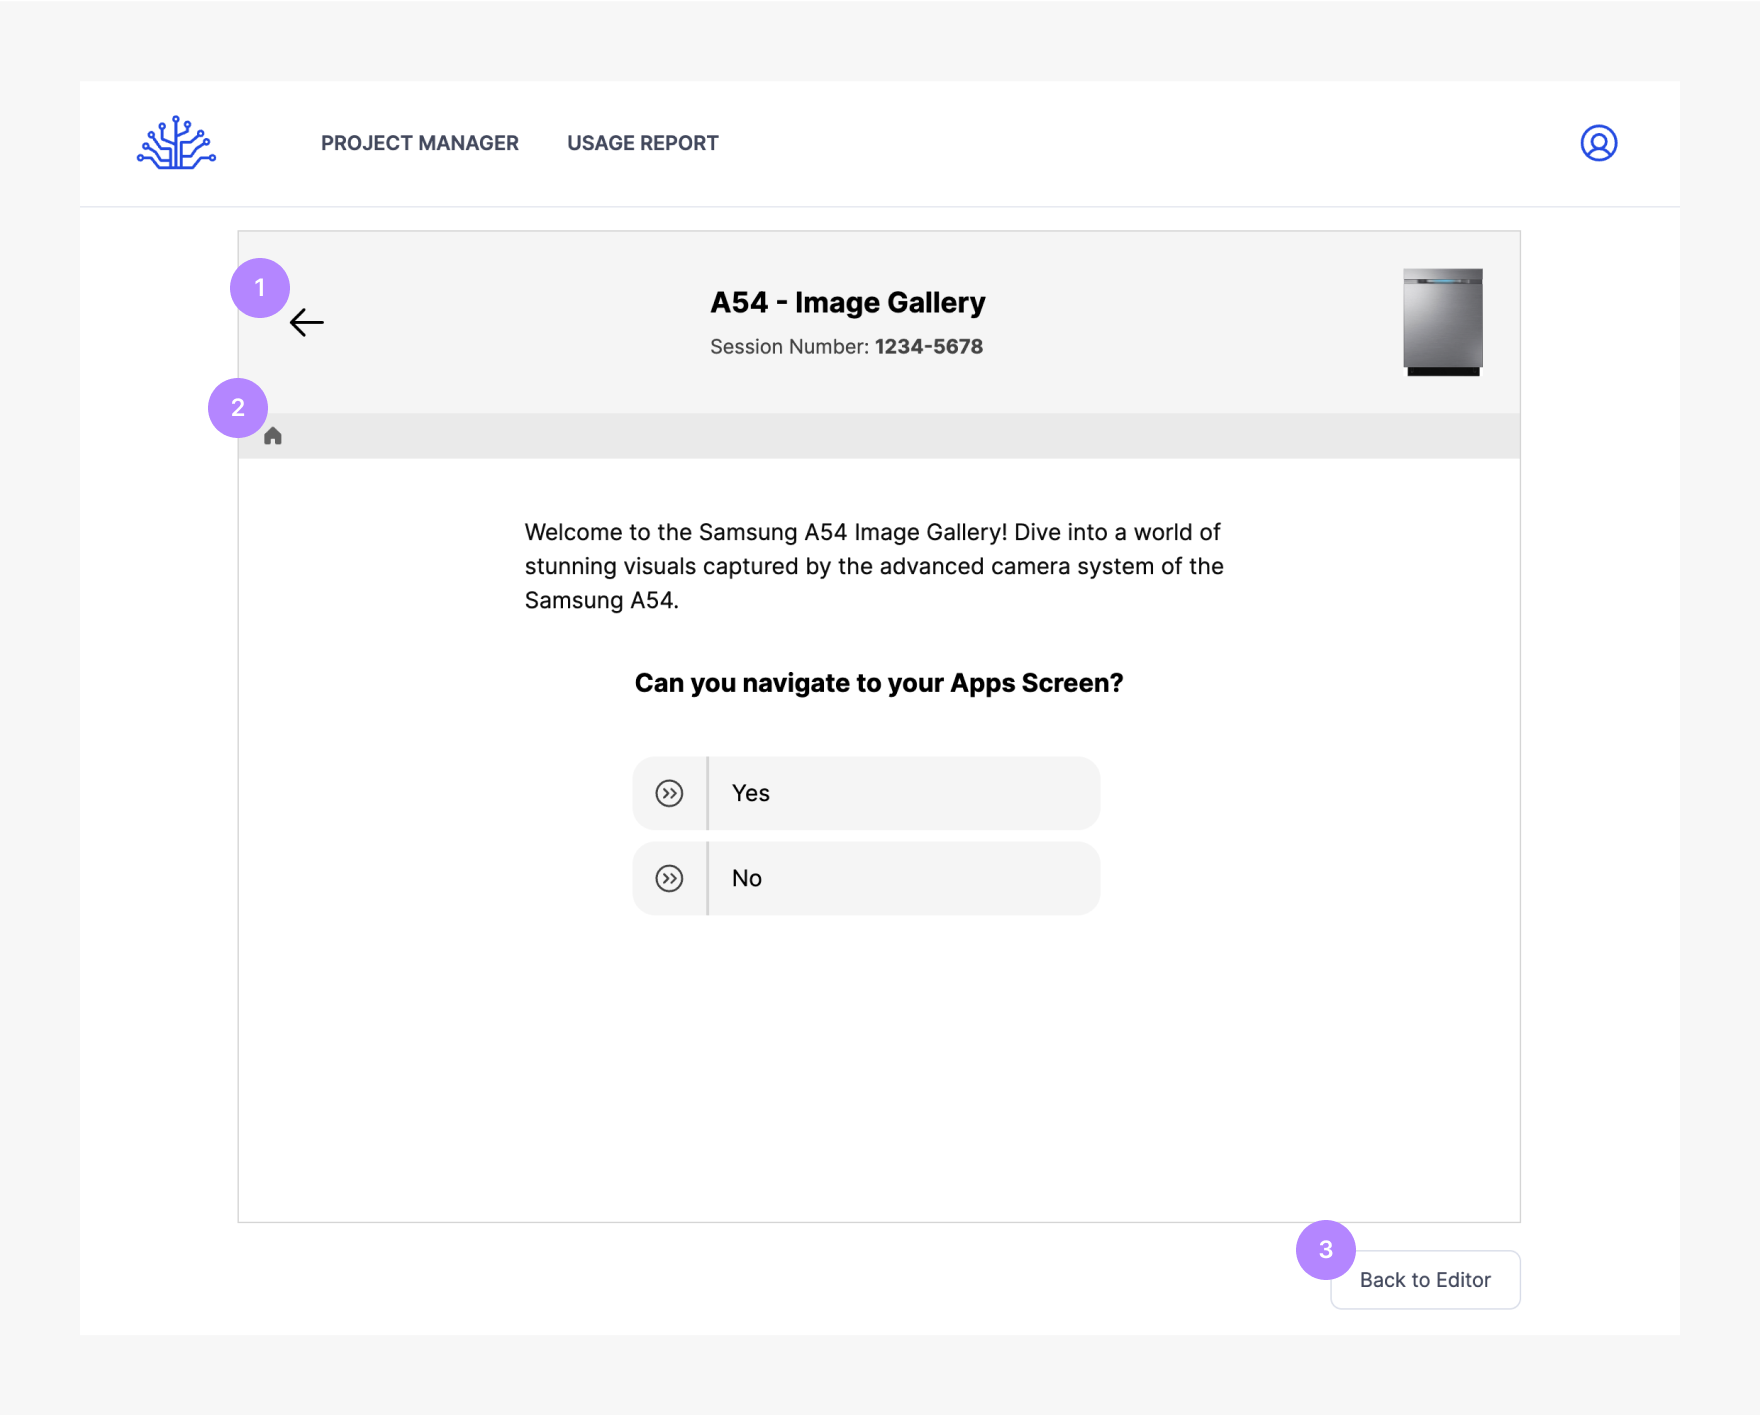 PROJECT MANAGER
USAGE REPORT
1
A54 - Image Gallery
Session Number: 1234-5678
2
Welcome to the Samsung A54 Image Gallery! Dive into a world of
stunning visuals captured by the advanced camera system of the
Samsung A54.
Can you navigate to your Apps Screen?
Yes
No
3
Back to Editor